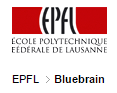 EPFL
ÉCOLE POLYTECHNIQUE
FÉDÉRALE DE LAUSANNE
EPFL > Bluebrain